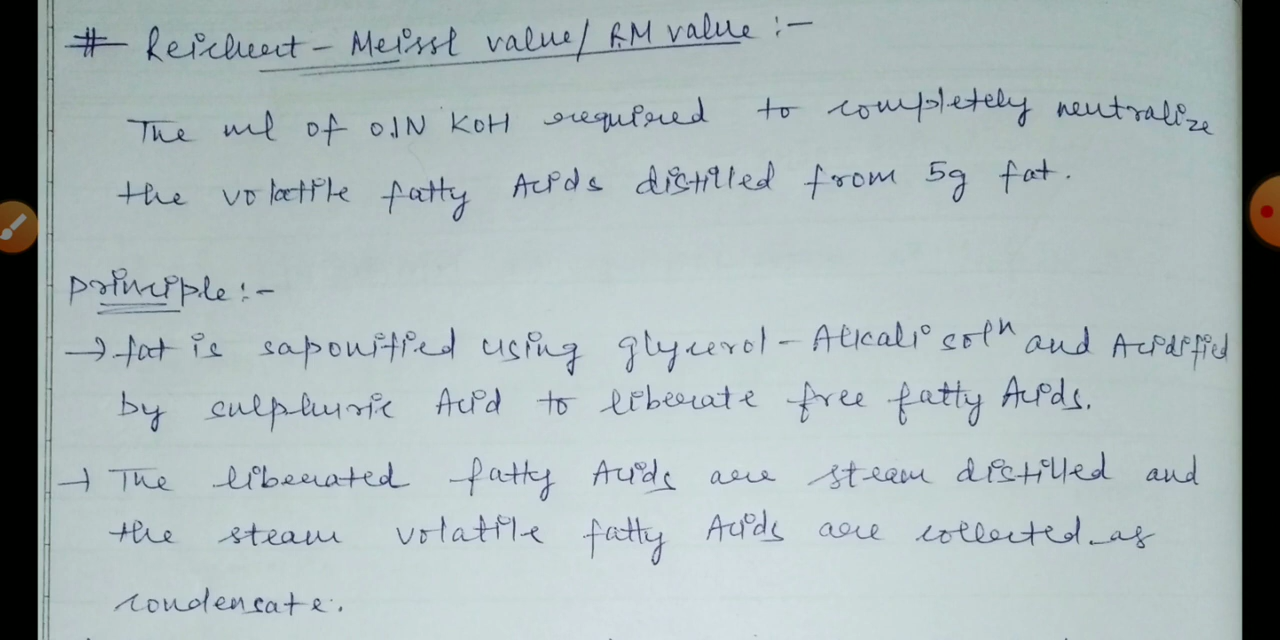 # Reichert - Meissl value/ RM value :-
The ml of 0.1N KOH required to completely neutralize
the volatile fatty Acids distilled from 5g fat.
Principle :-
→ fat is saponified using glycerol - Alkali solⁿ and Acidified
by sulphuric Acid to liberate free fatty Acids.
→ The liberated fatty Acids are steam distilled and
the steam volatile fatty Acids are collected as
condensate.